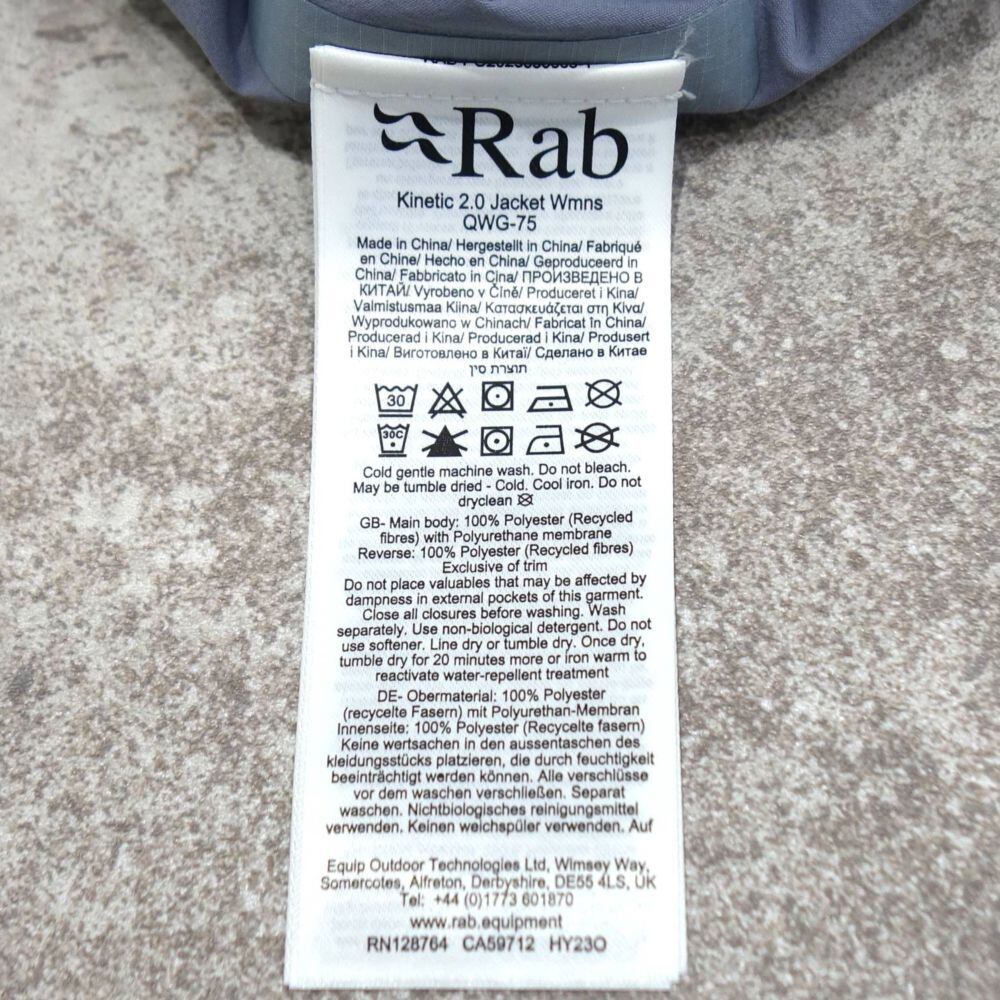 Rab
Kinetic 2.0 Jacket Wmns
QWG-75
Made in China/ Hergestellt in China/ Fabriqué
en Chine/ Hecho en China/ Geproduceerd in
China/ Fabbricato in Cina/ ПРОИЗВЕДЕНО В
КИТАЙ/ Vyrobeno v Číně/ Produceret i Kina/
Valmistusmaa Kiina/ Κατασκευάζεται στη Κίνα/
Wyprodukowano w Chinach/ Fabricat în China/
Producerad i Kina/ Producerad i Kina/ Produsert
i Kina/ Виготовлено в Китаї/ Сделано в Китае
תוצרת סין
30
30C
Cold gentle machine wash. Do not bleach.
May be tumble dried - Cold. Cool iron. Do not
dryclean
GB- Main body: 100% Polyester (Recycled
fibres) with Polyurethane membrane
Reverse: 100% Polyester (Recycled fibres)
Exclusive of trim
Do not place valuables that may be affected by
dampness in external pockets of this garment.
Close all closures before washing. Wash
separately. Use non-biological detergent. Do not
use softener. Line dry or tumble dry. Once dry,
tumble dry for 20 minutes more or iron warm to
reactivate water-repellent treatment
DE- Obermaterial: 100% Polyester
(recycelte Fasern) mit Polyurethan-Membran
Innenseite: 100% Polyester (Recycelte fasern)
Keine wertsachen in den aussentaschen des
kleidungsstücks platzieren, die durch feuchtigkeit
beeinträchtigt werden können. Alle verschlüsse
vor dem waschen verschließen. Separat
waschen. Nichtbiologisches reinigungsmittel
verwenden. Keinen weichspüler verwenden. Auf
Equip Outdoor Technologies Ltd, Wimsey Way,
Somercotes, Alfreton, Derbyshire, DE55 4LS, UK
Tel: +44 (0)1773 601870
www.rab.equipment
RN128764 CA59712 HY23O